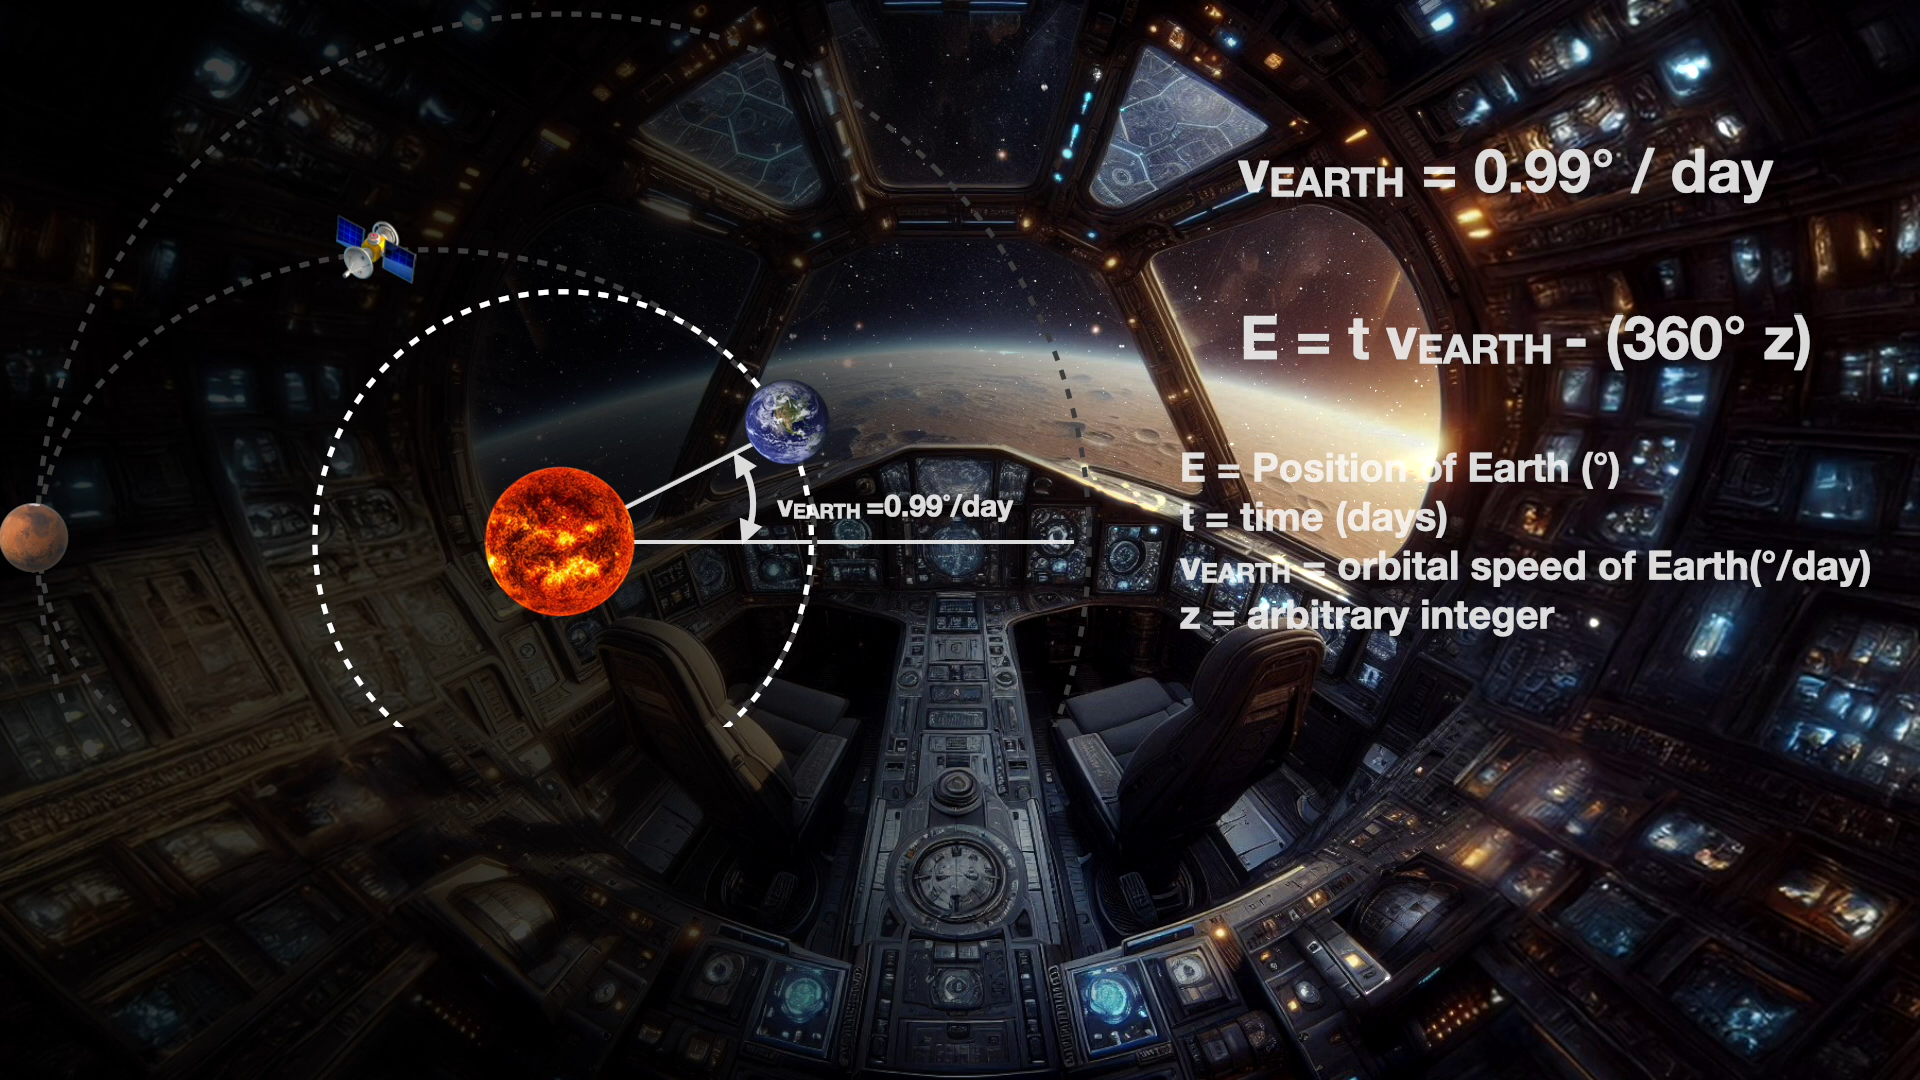 vEARTH = 0.99° / day
E = t vEARTH - (360° z)
E = Position of Earth (°)
t = time (days)
vEARTH = orbital speed of Earth(°/day)
z = arbitrary integer
vEARTH =0.99°/day